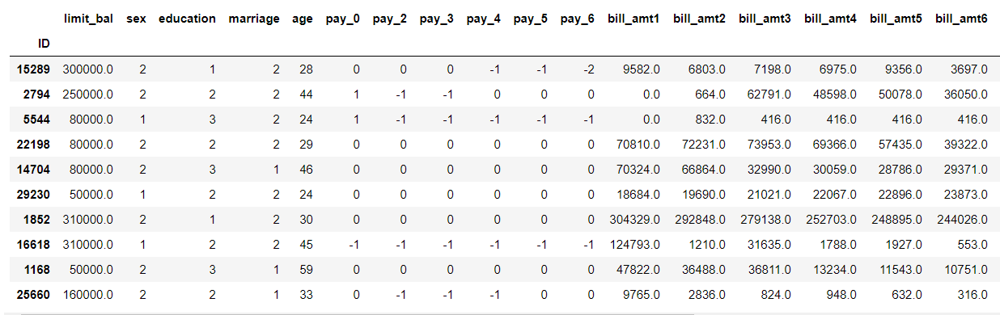 limit_bal sex education marriage age pay_0 pay_2 pay_3 pay_4 pay_5 pay_6 bill_amt1 bill_amt2 bill_amt3 bill_amt4 bill_amt5 bill_amt6
ID
15289 300000.0 2 1 2 28 0 0 0 -1 -1 -2 9582.0 6803.0 7198.0 6975.0 9356.0 3697.0
2794 250000.0 2 2 2 44 1 -1 -1 0 0 0 0.0 664.0 62791.0 48598.0 50078.0 36050.0
5544 80000.0 1 3 2 24 1 -1 -1 -1 -1 -1 0.0 832.0 416.0 416.0 416.0 416.0
22198 80000.0 2 2 2 29 0 0 0 0 0 0 70810.0 72231.0 73953.0 69366.0 57435.0 39322.0
14704 80000.0 2 3 1 46 0 0 0 0 0 0 70324.0 66864.0 32990.0 30059.0 28786.0 29371.0
29230 50000.0 1 2 2 24 0 0 0 0 0 0 18684.0 19690.0 21021.0 22067.0 22896.0 23873.0
1852 310000.0 2 1 2 30 0 0 0 0 0 0 304329.0 292848.0 279138.0 252703.0 248895.0 244026.0
16618 310000.0 1 2 2 45 -1 -1 -1 -1 -1 -1 124793.0 1210.0 31635.0 1788.0 1927.0 553.0
1168 50000.0 2 3 1 59 0 0 0 0 0 0 47822.0 36488.0 36811.0 13234.0 11543.0 10751.0
25660 160000.0 2 2 1 33 0 -1 -1 -1 0 0 9765.0 2836.0 824.0 948.0 632.0 316.0